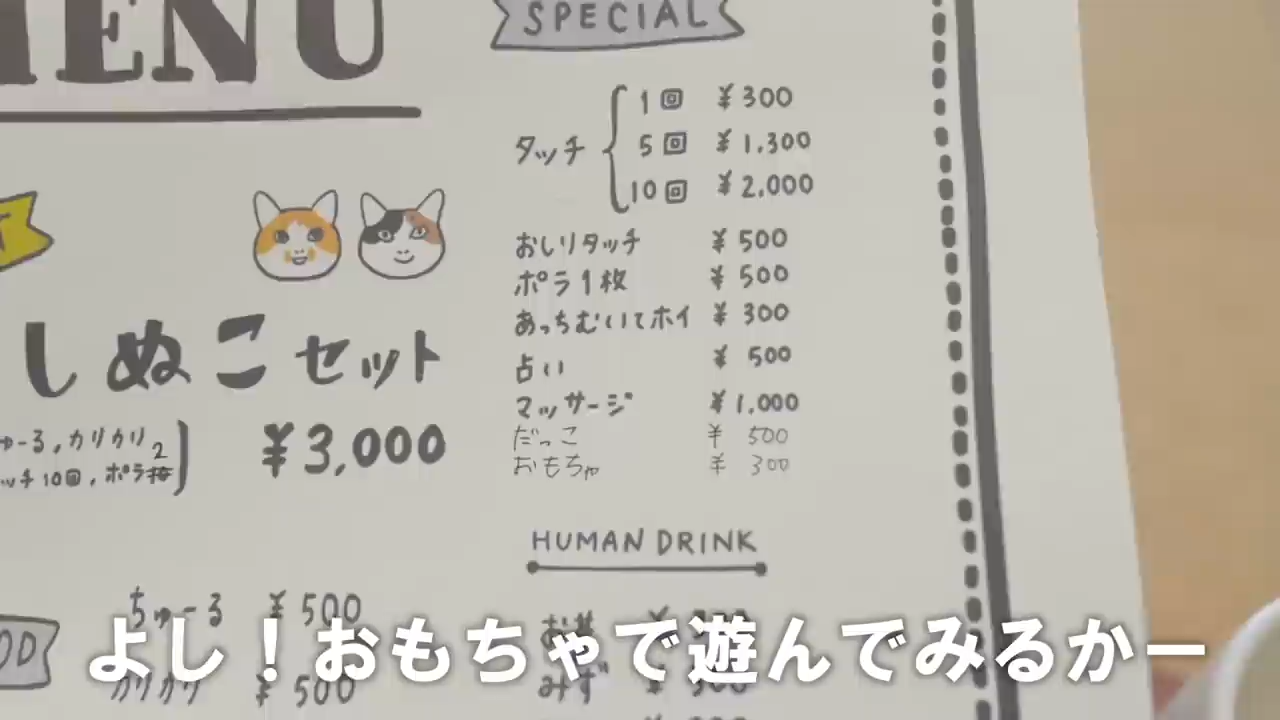 MENU
しぬこセット
ゅーる,カリカリ
ッチ10回,ポラ2枚
¥3,000
SPECIAL
タッチ
1回 ¥300
5回 ¥1,300
10回 ¥2,000
おしりタッチ ¥500
ポラ1枚 ¥500
あっちむいてホイ ¥300
占い ¥500
マッサージ ¥1,000
だっこ ¥500
おもちゃ ¥300
HUMAN DRINK
みず
ちゅーる ¥500
カリカリ ¥500
よし！おもちゃで遊んでみるかー